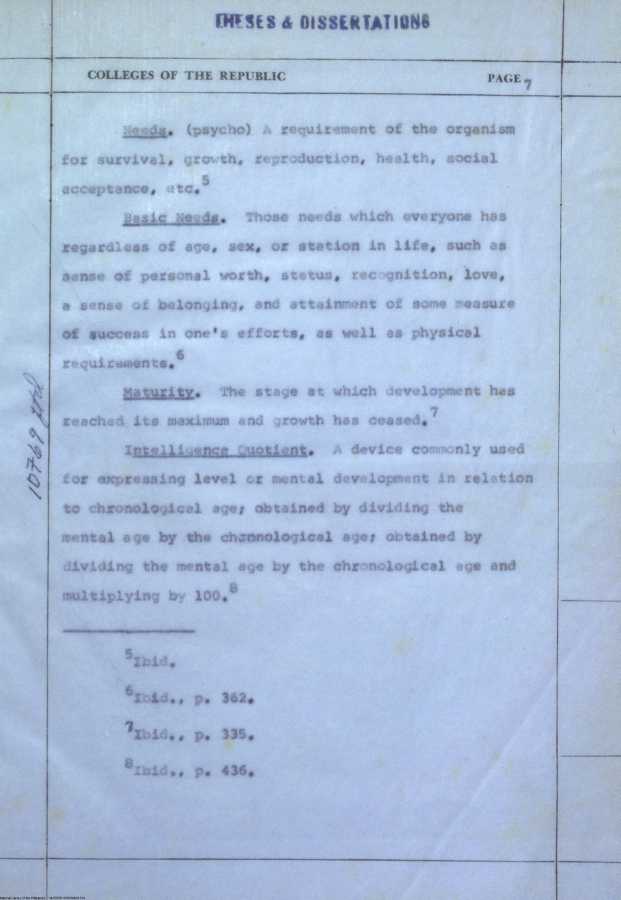 THESES & DISSERTATIONS
COLLEGES OF THE REPUBLIC PAGE 7
Needs. (psycho) A requirement of the organism
for survival, growth, reproduction, health, social
acceptance, etc.5
Basic Needs. Those needs which everyone has
regardless of age, sex, or station in life, such as
sense of personal worth, status, recognition, love,
a sense of belonging, and attainment of some measure
of success in one's efforts, as well as physical
requirements.6
Maturity. The stage at which development has
reached its maximum and growth has ceased.7
Intelligence Quotient. A device commonly used
for expressing level or mental development in relation
to chronological age; obtained by dividing the
mental age by the chronological age; obtained by
dividing the mental age by the chronological age and
multiplying by 100.8
5Ibid.
6Ibid., p. 362.
7Ibid., p. 335.
8Ibid., p. 436.
10769